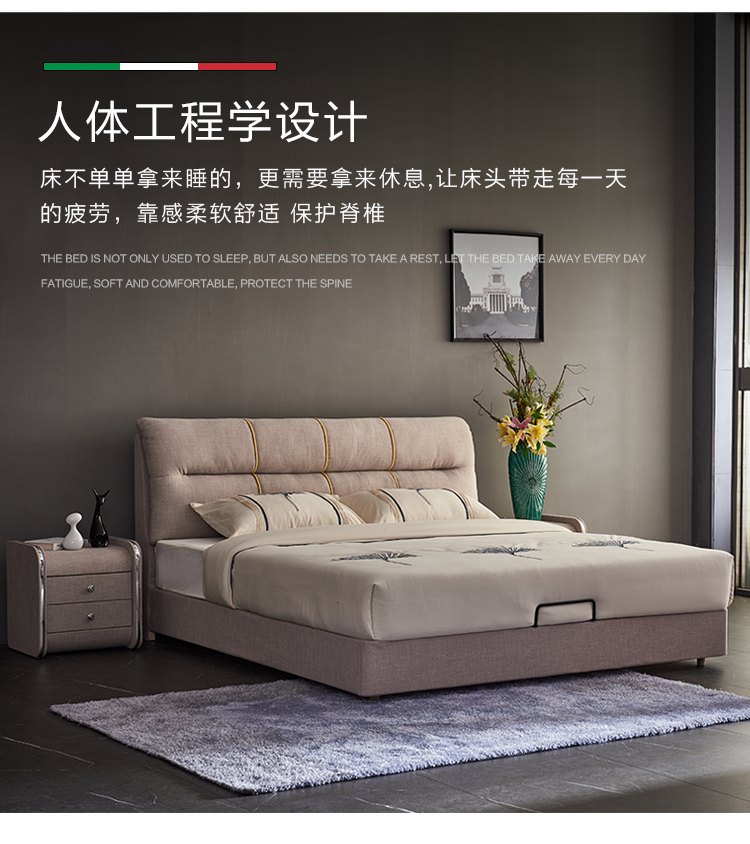 人体工程学设计
床不单单拿来睡的，更需要拿来休息,让床头带走每一天
的疲劳，靠感柔软舒适 保护脊椎
THE BED IS NOT ONLY USED TO SLEEP, BUT ALSO NEEDS TO TAKE A REST, LET THE BED TAKE AWAY EVERY DAY
FATIGUE, SOFT AND COMFORTABLE, PROTECT THE SPINE